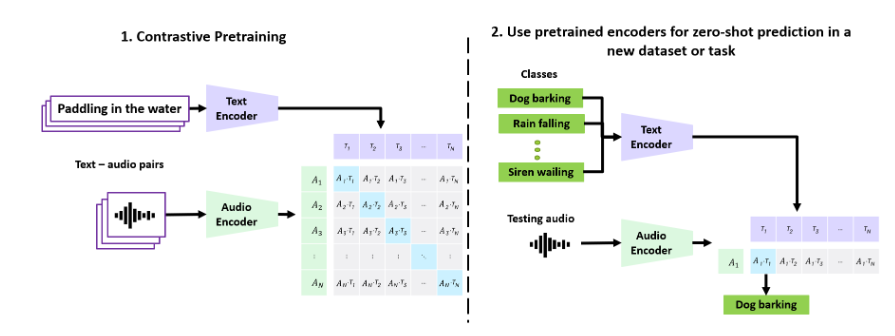 1. Contrastive Pretraining
Paddling in the water
Text
Encoder
Text – audio pairs
Audio
Encoder
T1 T2 T3 ... TN
A1 A1·T1 A1·T2 A1·T3 ... A1·TN
A2 A2·T1 A2·T2 A2·T3 ... A2·TN
A3 A3·T1 A3·T2 A3·T3 ... A3·TN
⋮ ⋮ ⋮ ⋮ ⋱ ⋮
AN AN·T1 AN·T2 AN·T3 ... AN·TN
2. Use pretrained encoders for zero-shot prediction in a
new dataset or task
Classes
Dog barking
Rain falling
Siren wailing
Text
Encoder
Testing audio
Audio
Encoder
T1 T2 T3 ... TN
A1 A1·T1 A1·T2 A1·T3 ... A1·TN
Dog barking